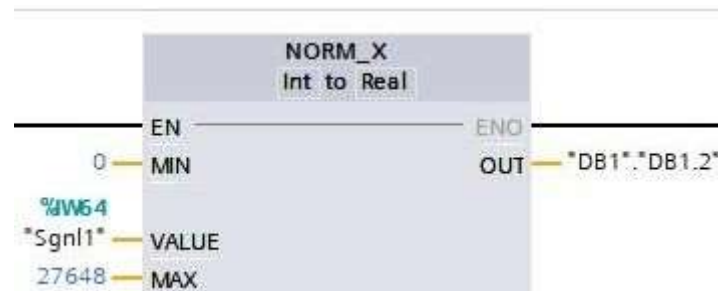 NORM_X
Int to Real
EN ENO
0 MIN OUT "DB1"."DB1.2"
%IW64
"Sgnl1" VALUE
27648 MAX